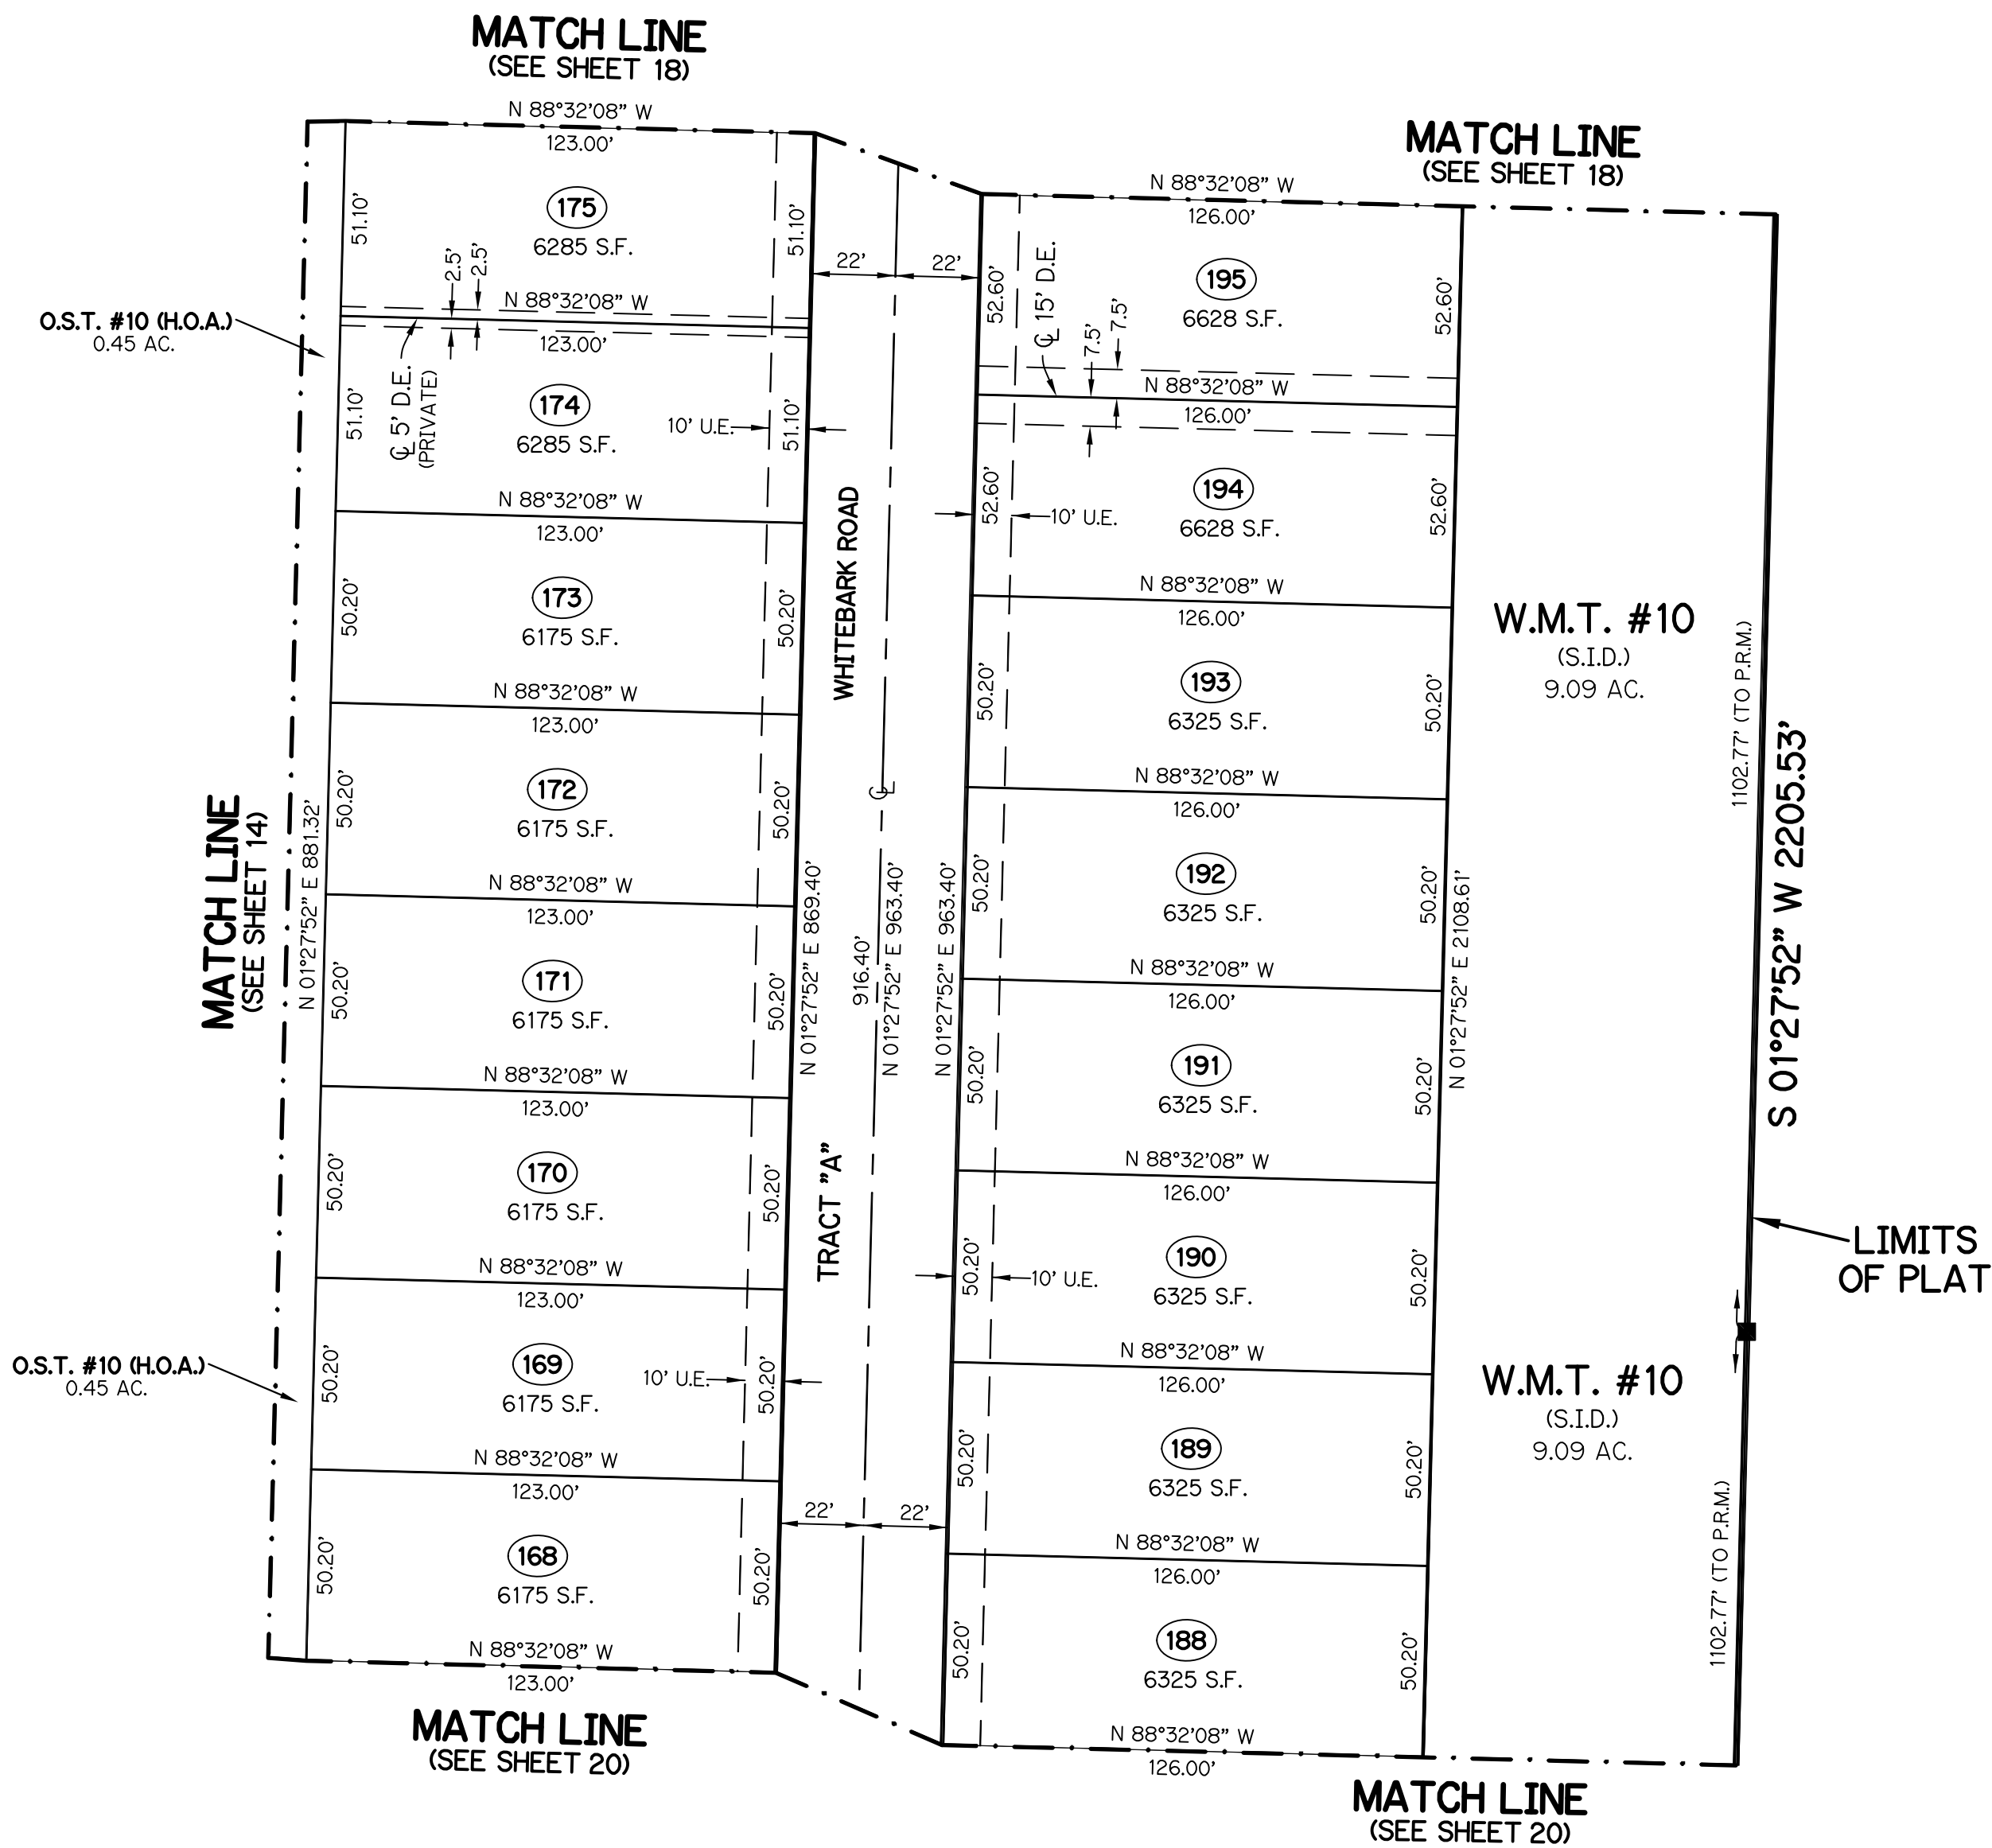 MATCH LINE
(SEE SHEET 18)
N 88°32'08" W
123.00'
51.10'
175
6285 S.F.
51.10'
2.5'
2.5'
N 88°32'08" W
O.S.T. #10 (H.O.A.)
0.45 AC.
123.00'
℄ 5' D.E.
(PRIVATE)
51.10'
174
6285 S.F.
10' U.E.
51.10'
N 88°32'08" W
123.00'
50.20'
173
6175 S.F.
50.20'
N 88°32'08" W
123.00'
50.20'
172
6175 S.F.
50.20'
N 88°32'08" W
123.00'
MATCH LINE
(SEE SHEET 14)
N 01°27'52" E 881.32'
50.20'
171
6175 S.F.
50.20'
N 88°32'08" W
123.00'
50.20'
170
6175 S.F.
50.20'
N 88°32'08" W
123.00'
O.S.T. #10 (H.O.A.)
0.45 AC.
50.20'
169
6175 S.F.
10' U.E.
50.20'
N 88°32'08" W
123.00'
50.20'
168
6175 S.F.
50.20'
N 88°32'08" W
123.00'
MATCH LINE
(SEE SHEET 20)
22'
22'
WHITEBARK ROAD
℄
N 01°27'52" E 869.40'
916.40'
N 01°27'52" E 963.40'
N 01°27'52" E 963.40'
TRACT "A"
22'
22'
MATCH LINE
(SEE SHEET 18)
N 88°32'08" W
126.00'
52.60'
℄ 15' D.E.
195
6628 S.F.
52.60'
7.5'
7.5'
N 88°32'08" W
126.00'
52.60'
194
6628 S.F.
52.60'
10' U.E.
N 88°32'08" W
126.00'
50.20'
193
6325 S.F.
50.20'
N 88°32'08" W
126.00'
50.20'
192
6325 S.F.
50.20'
N 88°32'08" W
126.00'
N 01°27'52" E 2108.61'
50.20'
191
6325 S.F.
50.20'
N 88°32'08" W
126.00'
50.20'
190
6325 S.F.
10' U.E.
50.20'
N 88°32'08" W
126.00'
50.20'
189
6325 S.F.
50.20'
N 88°32'08" W
126.00'
50.20'
188
6325 S.F.
50.20'
N 88°32'08" W
126.00'
W.M.T. #10
(S.I.D.)
9.09 AC.
1102.77' (TO P.R.M.)
S 01°27'52" W 2205.53'
LIMITS
OF PLAT
W.M.T. #10
(S.I.D.)
9.09 AC.
1102.77' (TO P.R.M.)
MATCH LINE
(SEE SHEET 20)